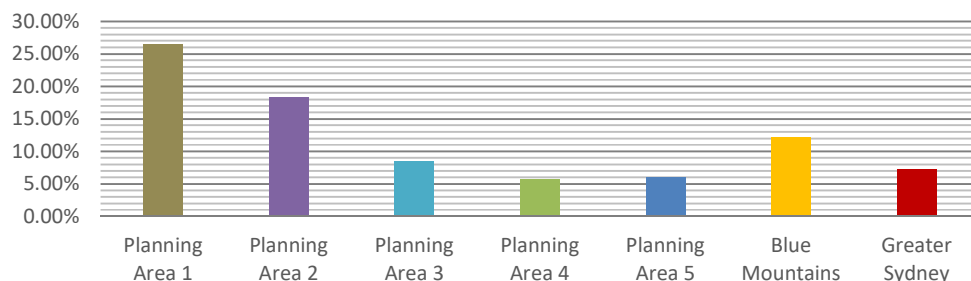 30.00%
25.00%
20.00%
15.00%
10.00%
5.00%
0.00%
Planning Area 1
Planning Area 2
Planning Area 3
Planning Area 4
Planning Area 5
Blue Mountains
Greater Sydney